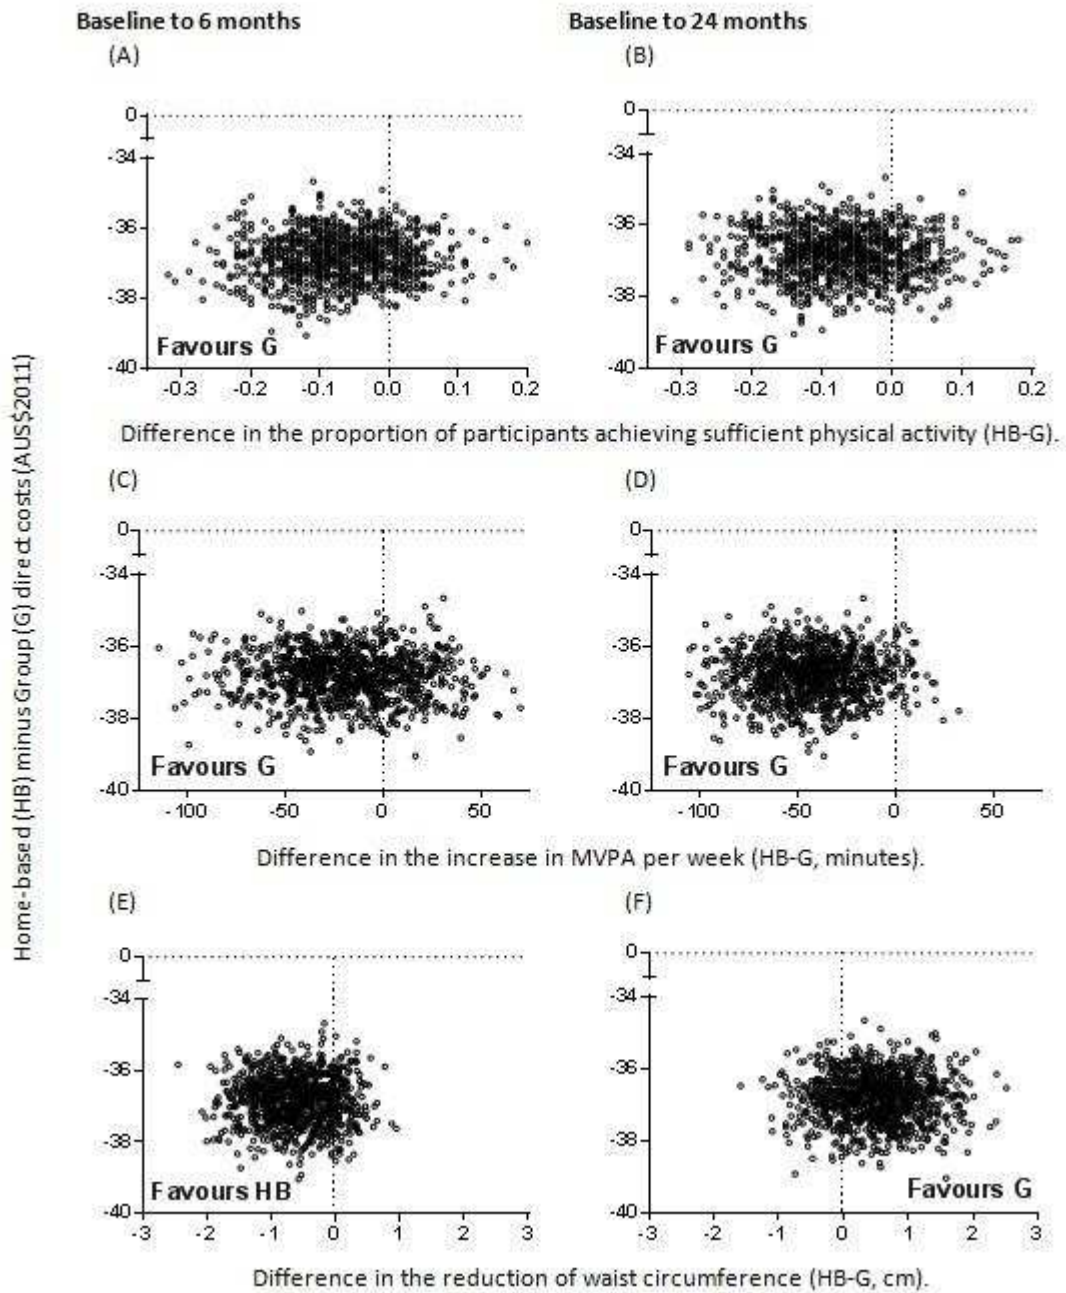 Baseline to 6 months
Baseline to 24 months
(A)
(B)
0
-34
-36
-38
-40
Favours G
-0.3 -0.2 -0.1 0.0 0.1 0.2
0
-34
-36
-38
-40
Favours G
-0.3 -0.2 -0.1 0.0 0.1 0.2
Difference in the proportion of participants achieving sufficient physical activity (HB-G).
Home-based (HB) minus Group (G) direct costs (AUS$2011)
(C)
(D)
0
-34
-36
-38
-40
Favours G
-100 -50 0 50
0
-34
-36
-38
-40
Favours G
-100 -50 0 50
Difference in the increase in MVPA per week (HB-G, minutes).
(E)
(F)
0
-34
-36
-38
-40
Favours HB
-3 -2 -1 0 1 2 3
0
-34
-36
-38
-40
Favours G
-3 -2 -1 0 1 2 3
Difference in the reduction of waist circumference (HB-G, cm).